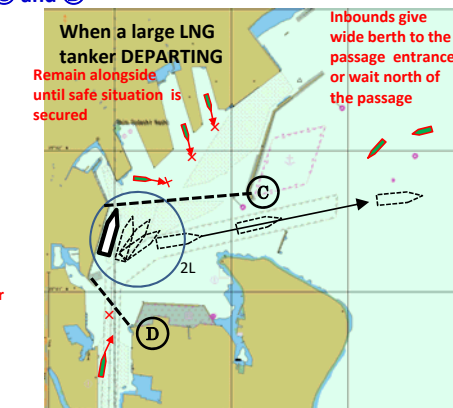 and
When a large LNG
tanker DEPARTING
Remain alongside
until safe situation is
secured
Inbounds give
wide berth to the
passage entrance
or wait north of
the passage
C
2L
D